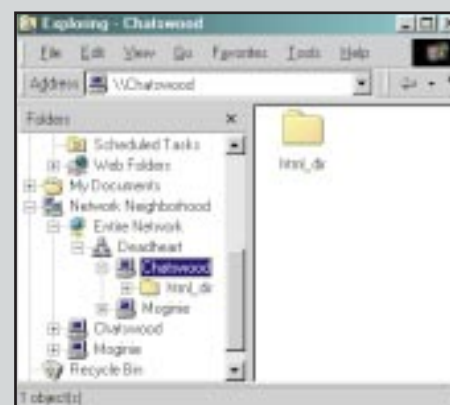 Exploring - Chatswood
File Edit View Go Favorites Tools Help
Address \\Chatswood
Folders
Scheduled Tasks
Web Folders
My Documents
Network Neighborhood
Entire Network
Deadheart
Chatswood
html_dir
Moginie
Chatswood
Moginie
Recycle Bin
html_dir
1 object(s)